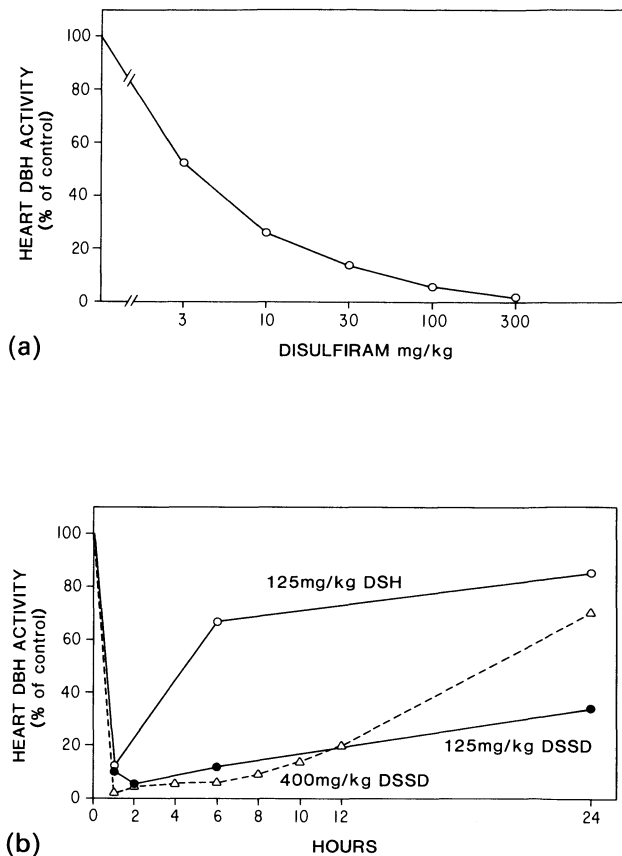 100
80
60
40
20
0
HEART DBH ACTIVITY
(% of control)
3 10 30 100 300
DISULFIRAM mg/kg
(a)
100
80
60
40
20
0
HEART DBH ACTIVITY
(% of control)
125mg/kg DSH
125mg/kg DSSD
400mg/kg DSSD
0 1 2 4 6 8 10 12 24
HOURS
(b)